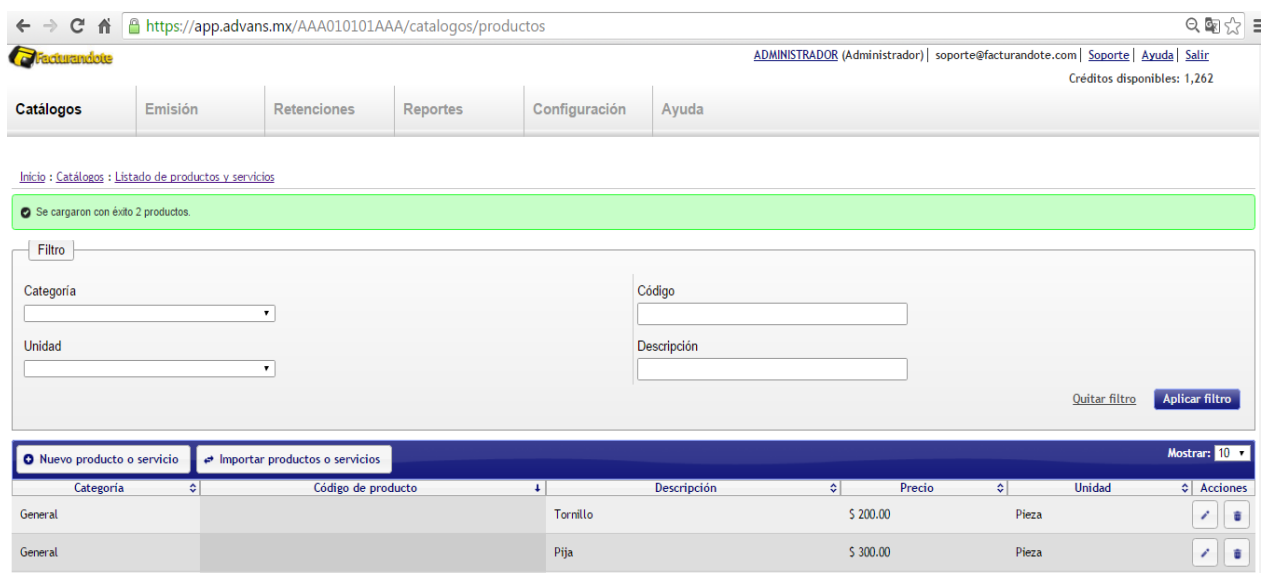 https://app.advans.mx/AAA010101AAA/catalogos/productos
Facturandote
ADMINISTRADOR (Administrador) | soporte@facturandote.com | Soporte | Ayuda | Salir
Créditos disponibles: 1,262
Catálogos Emisión Retenciones Reportes Configuración Ayuda
Inicio : Catálogos : Listado de productos y servicios
Se cargaron con éxito 2 productos.
Filtro
Categoría Código
Unidad Descripción
Quitar filtro Aplicar filtro
Nuevo producto o servicio Importar productos o servicios Mostrar: 10
Categoría Código de producto Descripción Precio Unidad Acciones
General Tornillo $ 200.00 Pieza
General Pija $ 300.00 Pieza